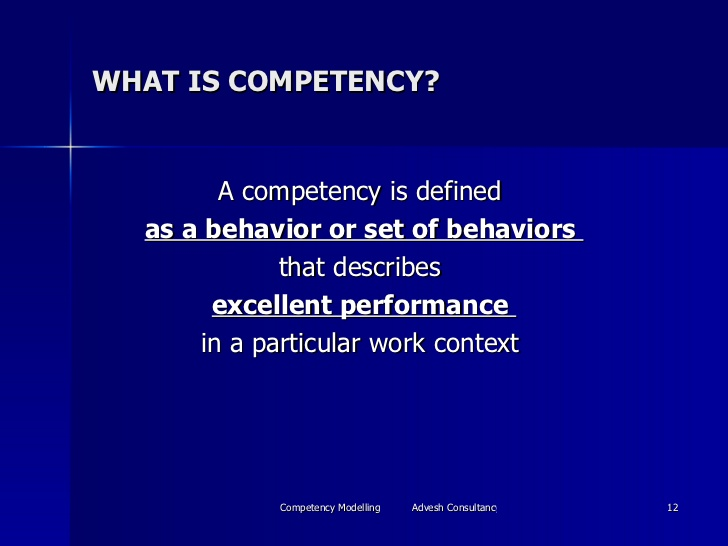 WHAT IS COMPETENCY?
A competency is defined
as a behavior or set of behaviors
that describes
excellent performance
in a particular work context
Competency Modelling Advesh Consultancy 12